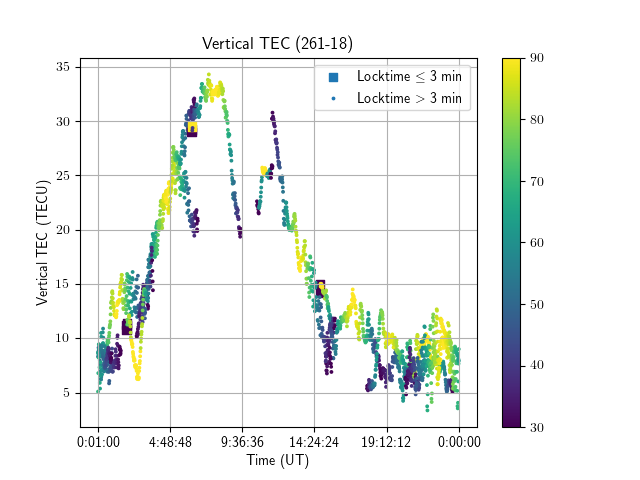 Vertical TEC (261-18)
Locktime ≤ 3 min
Locktime > 3 min
Vertical TEC (TECU)
35
30
25
20
15
10
5
0:01:00 4:48:48 9:36:36 14:24:24 19:12:12 0:00:00
Time (UT)
90
80
70
60
50
40
30